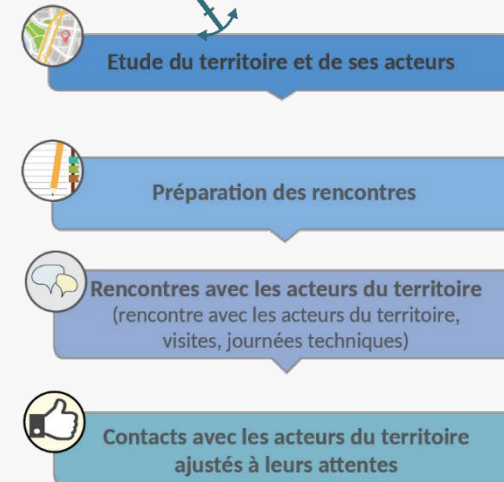 Etude du territoire et de ses acteurs
Préparation des rencontres
Rencontres avec les acteurs du territoire
(rencontre avec les acteurs du territoire,
visites, journées techniques)
Contacts avec les acteurs du territoire
ajustés à leurs attentes